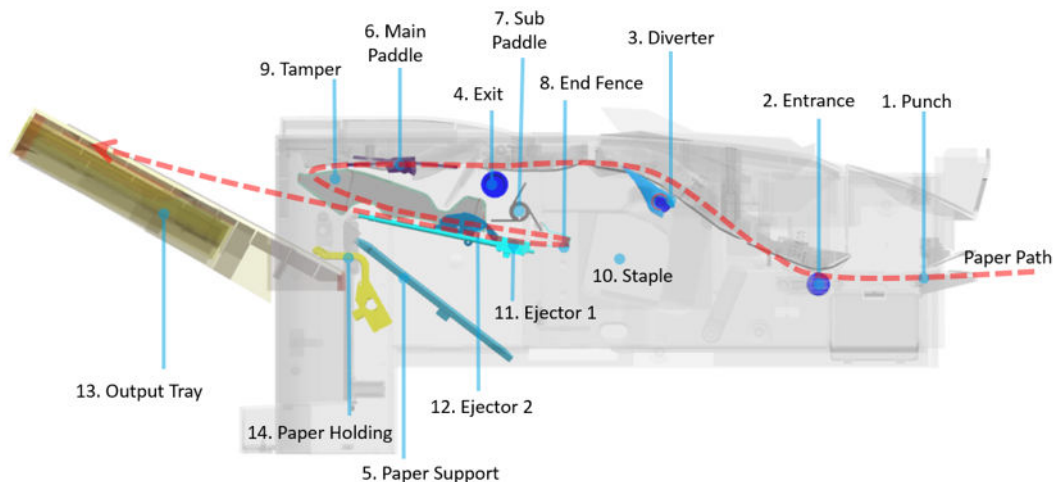 7. Sub
Paddle
6. Main
Paddle
3. Diverter
9. Tamper
4. Exit
8. End Fence
2. Entrance
1. Punch
Paper Path
10. Staple
11. Ejector 1
13. Output Tray
12. Ejector 2
14. Paper Holding
5. Paper Support